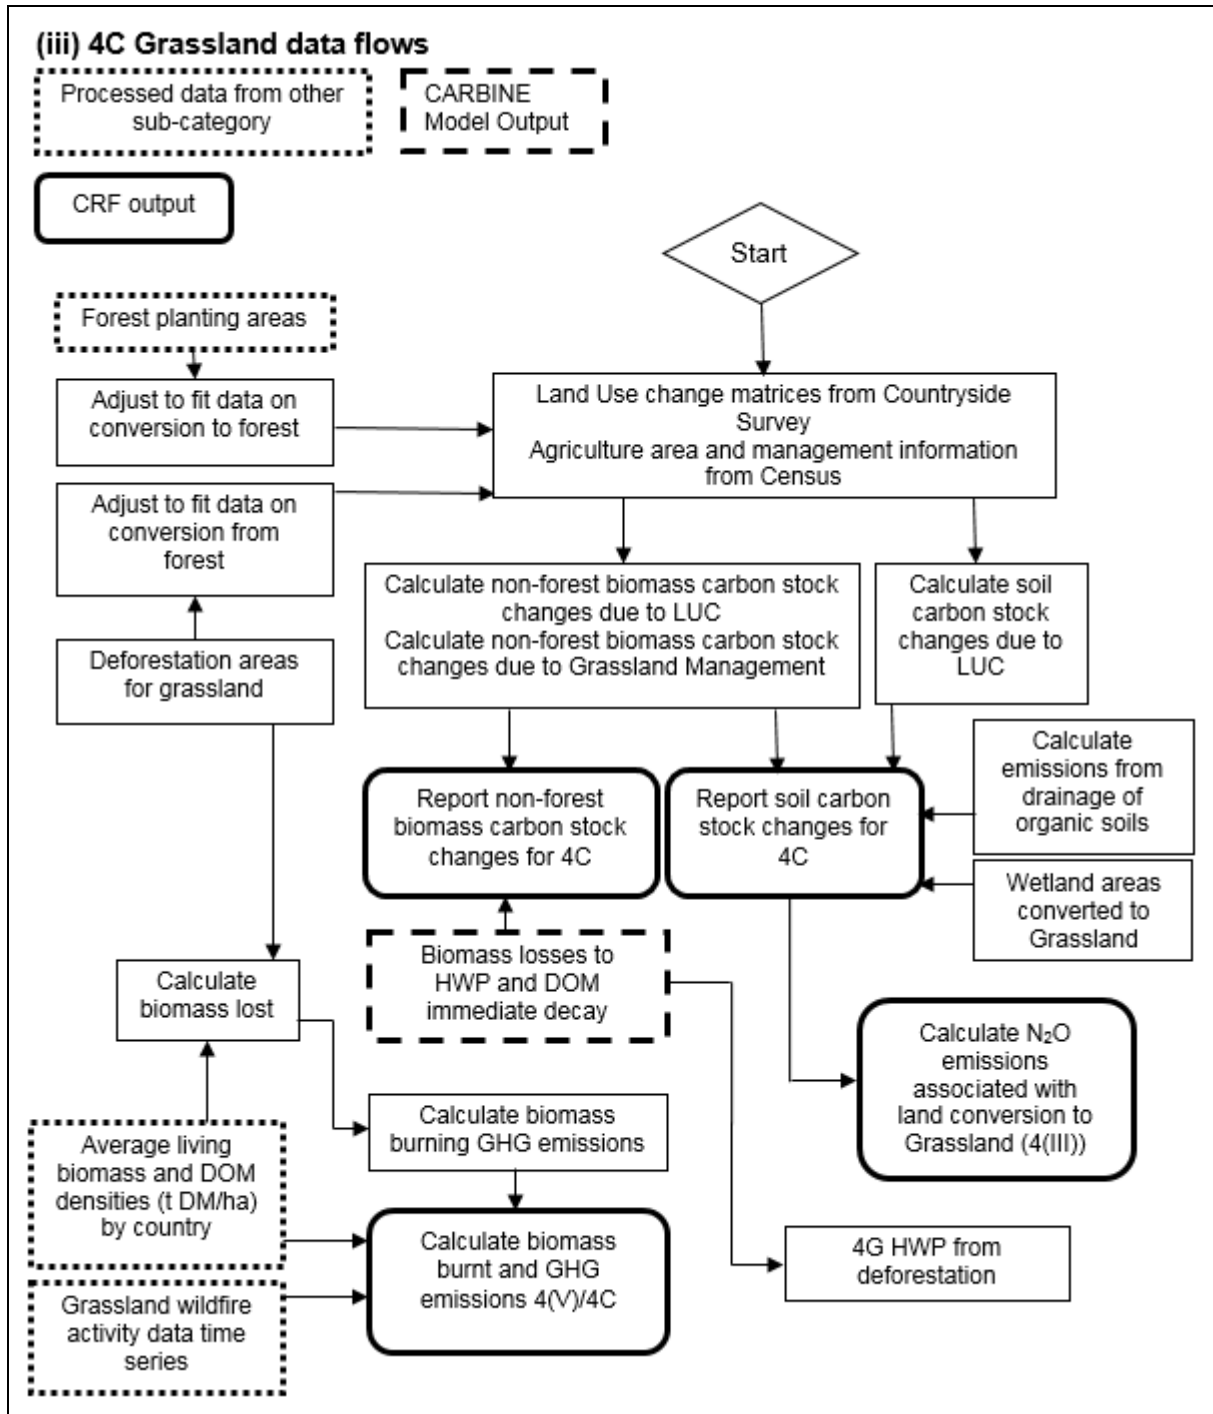 (iii) 4C Grassland data flows
Processed data from other
sub-category
CARBINE
Model Output
CRF output
Start
Forest planting areas
Adjust to fit data on
conversion to forest
Land Use change matrices from Countryside
Survey
Agriculture area and management information
from Census
Adjust to fit data on
conversion from
forest
Calculate non-forest biomass carbon stock
changes due to LUC
Calculate non-forest biomass carbon stock
changes due to Grassland Management
Calculate soil
carbon stock
changes due to
LUC
Deforestation areas
for grassland
Calculate
emissions from
drainage of
organic soils
Report non-forest
biomass carbon stock
changes for 4C
Report soil carbon
stock changes for
4C
Wetland areas
converted to
Grassland
Biomass losses to
HWP and DOM
immediate decay
Calculate
biomass lost
Calculate N₂O
emissions
associated with
land conversion to
Grassland (4(III))
Calculate biomass
burning GHG emissions
Average living
biomass and DOM
densities (t DM/ha)
by country
Calculate biomass
burnt and GHG
emissions 4(V)/4C
4G HWP from
deforestation
Grassland wildfire
activity data time
series